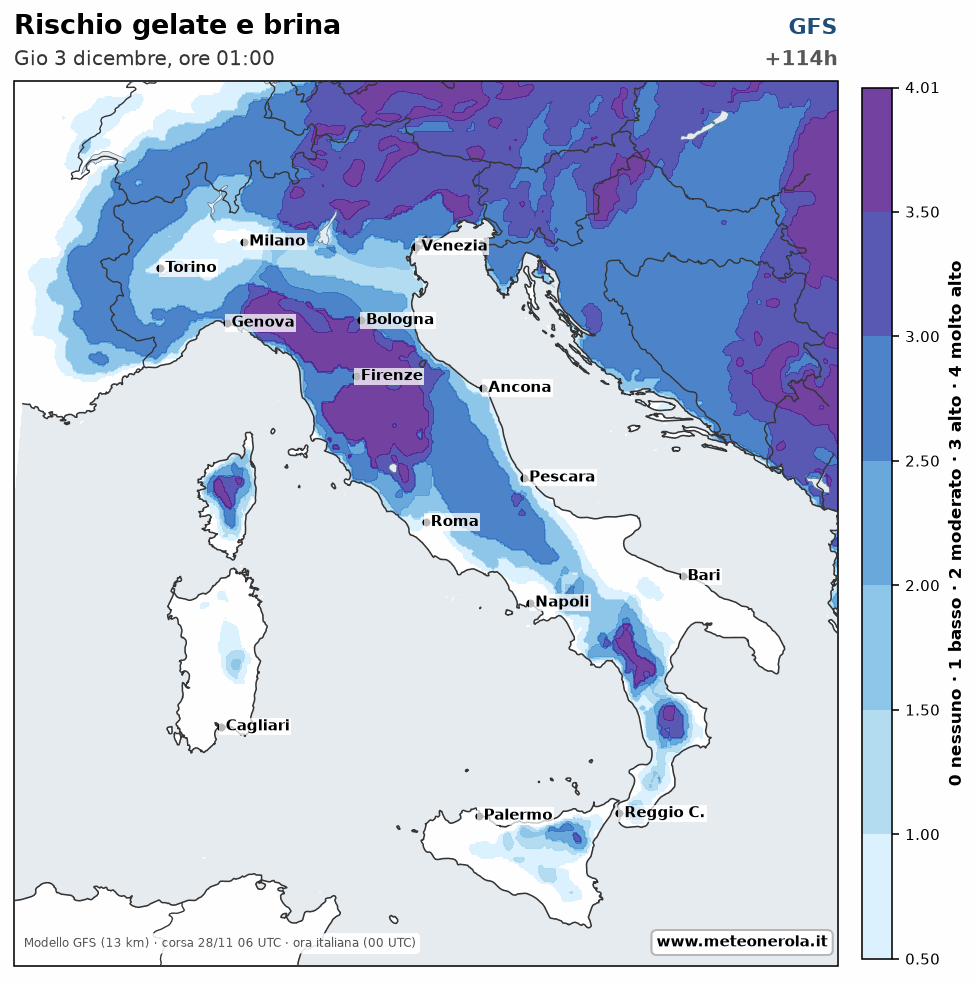 Rischio gelate e brina
GFS
Gio 3 dicembre, ore 01:00
+114h
4.01
3.50
3.00
2.50
2.00
1.50
1.00
0.50
0 nessuno · 1 basso · 2 moderato · 3 alto · 4 molto alto
Milano
Venezia
Torino
Genova
Bologna
Firenze
Ancona
Pescara
Roma
Bari
Napoli
Cagliari
Palermo
Reggio C.
Modello GFS (13 km) · corsa 28/11 06 UTC · ora italiana (00 UTC)
www.meteonerola.it